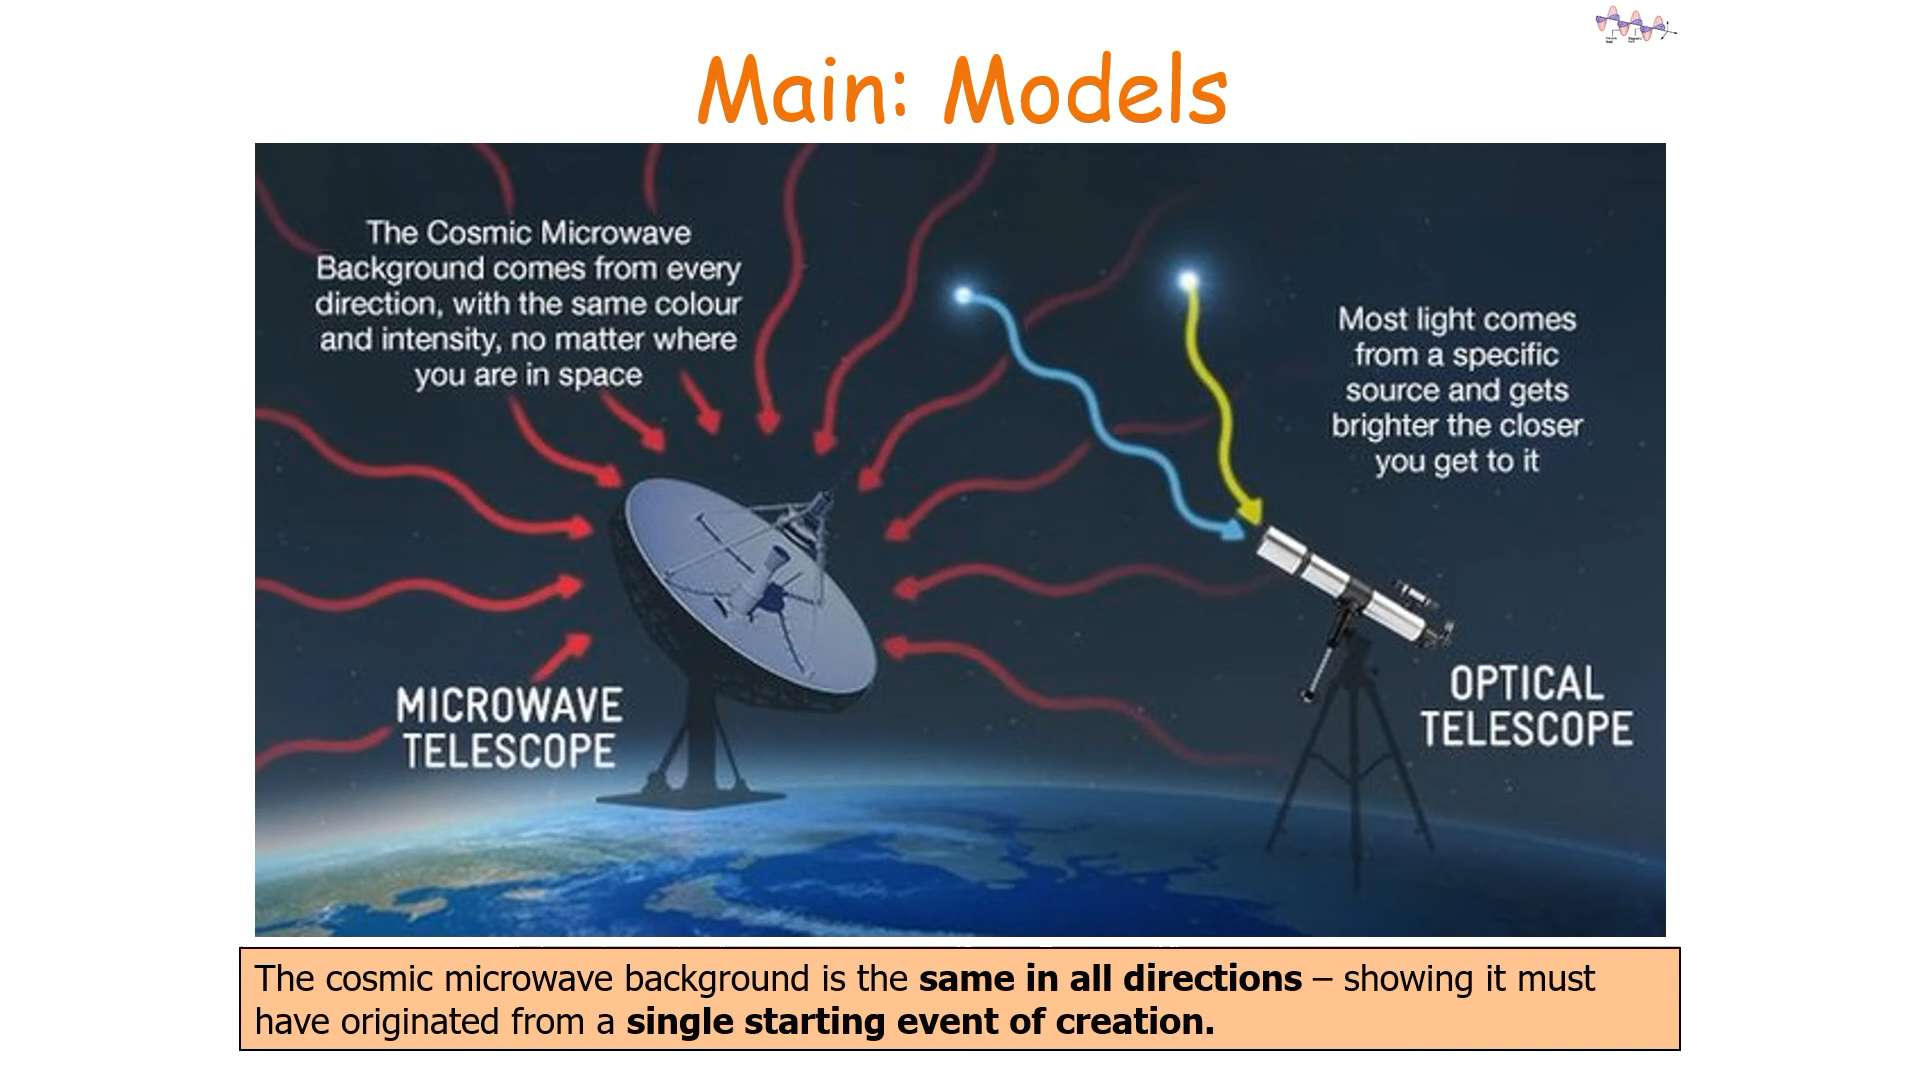 Main: Models
The Cosmic Microwave
Background comes from every
direction, with the same colour
and intensity, no matter where
you are in space
Most light comes
from a specific
source and gets
brighter the closer
you get to it
MICROWAVE
TELESCOPE
OPTICAL
TELESCOPE
The cosmic microwave background is the same in all directions – showing it must
have originated from a single starting event of creation.